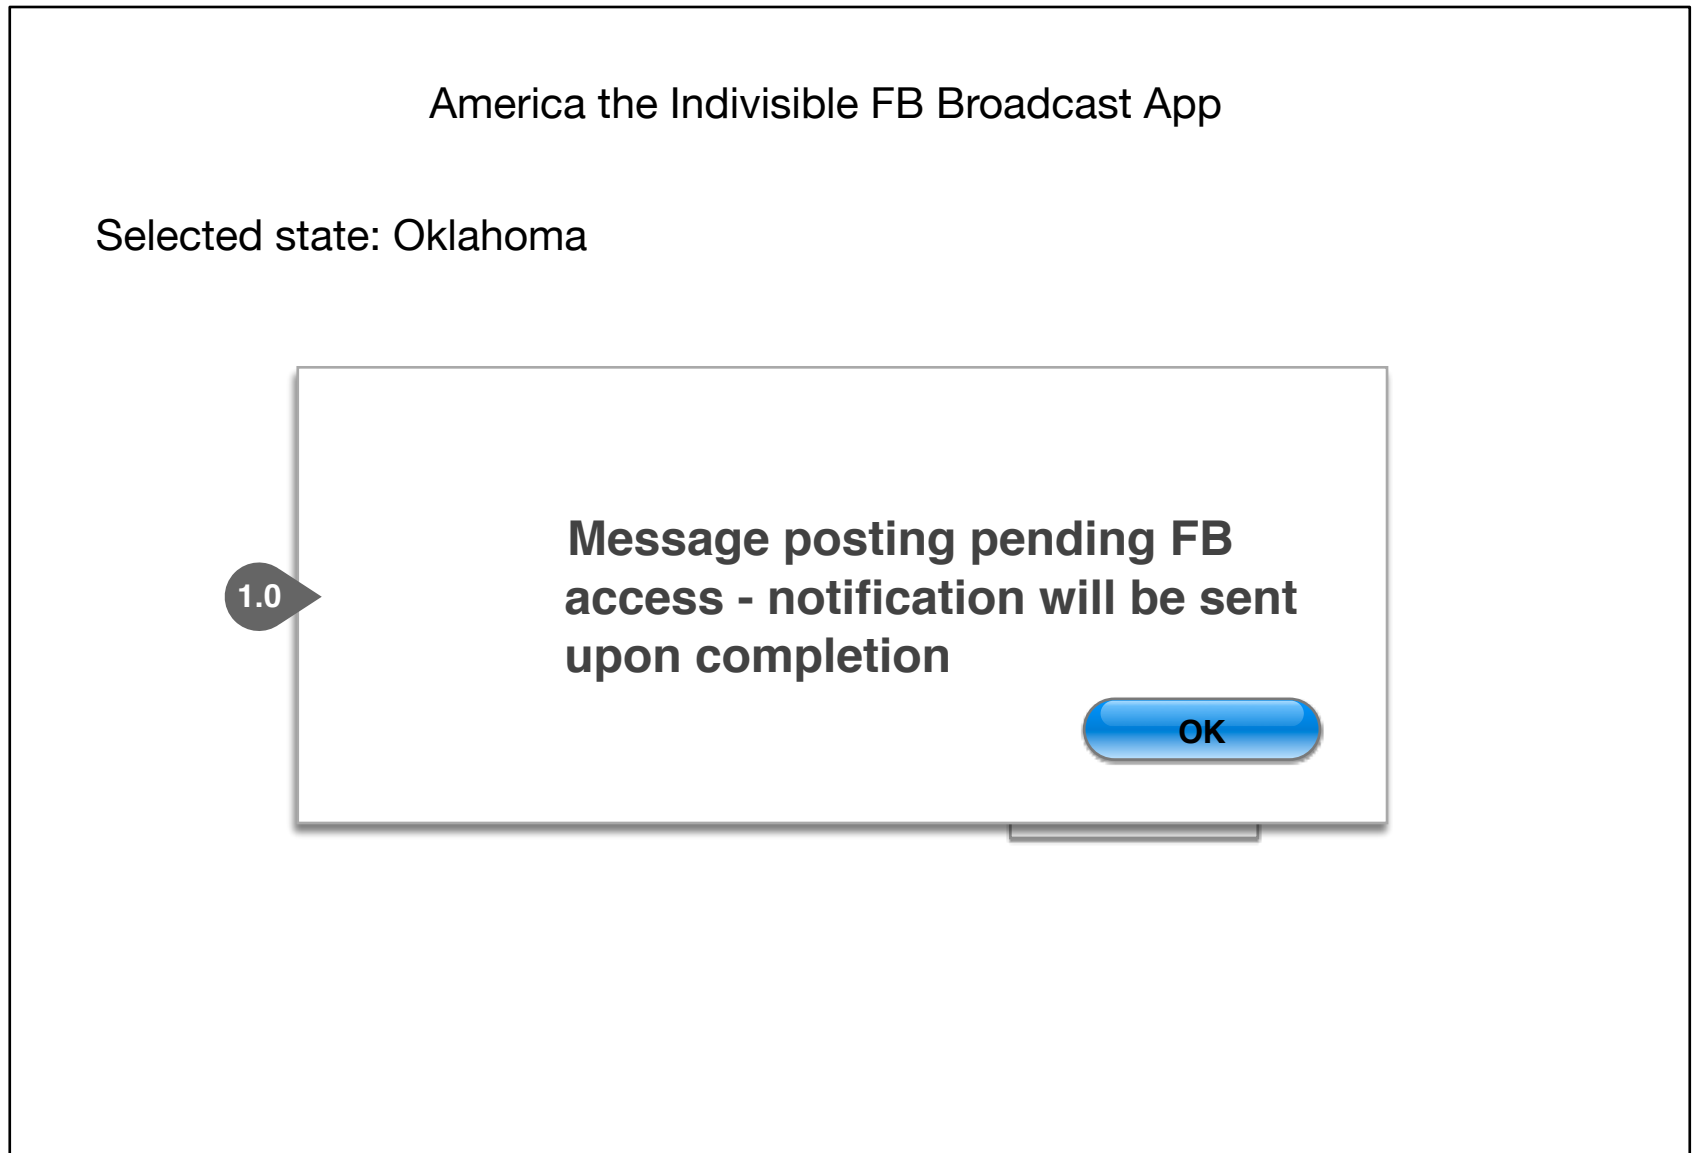 America the Indivisible FB Broadcast App
Selected state: Oklahoma
Message posting pending FB
access - notification will be sent
upon completion
1.0
OK